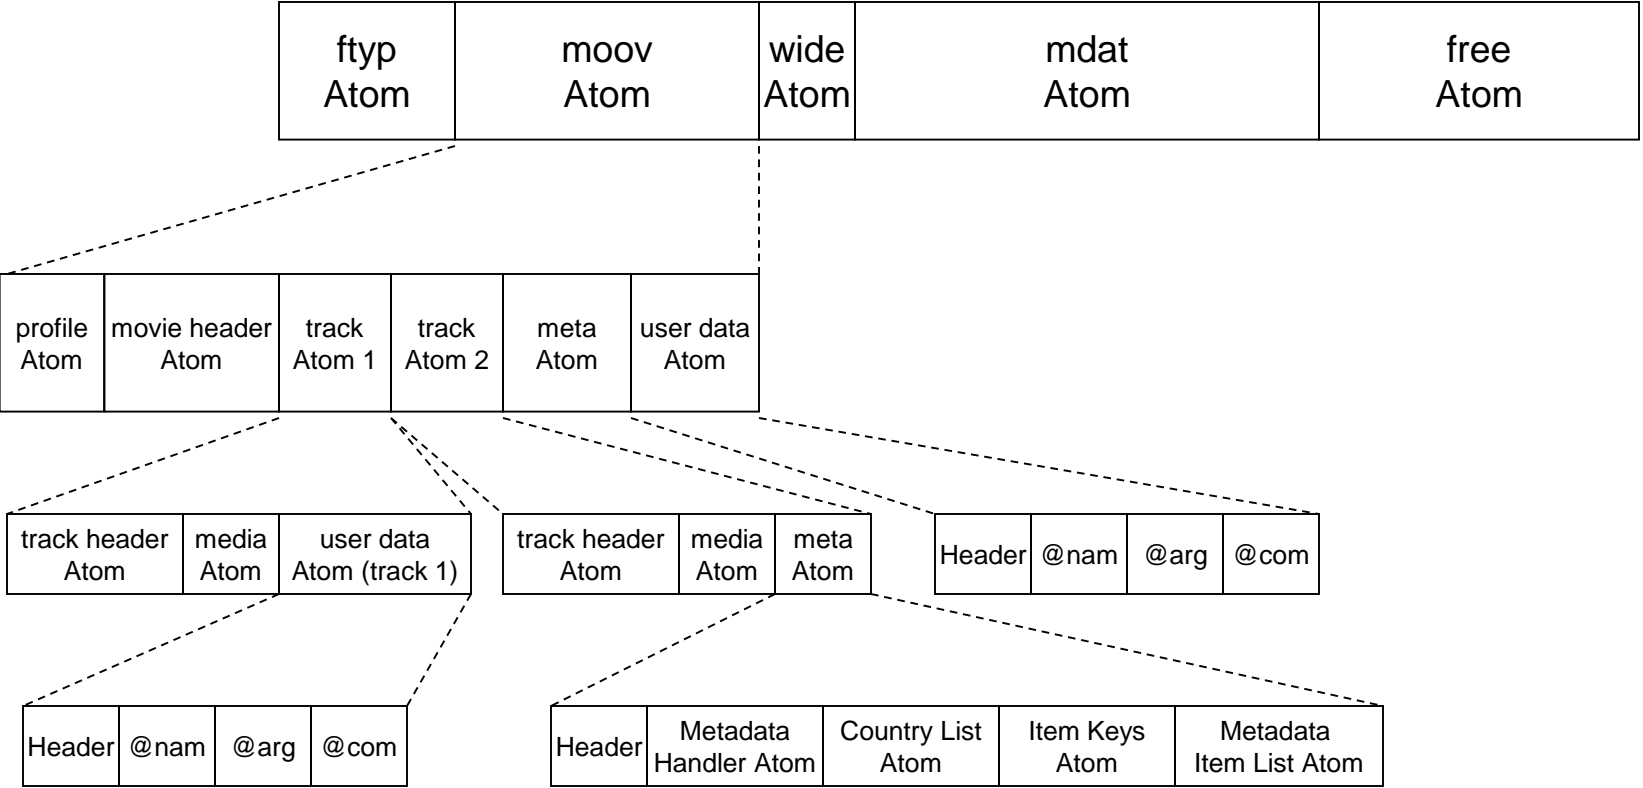 ftyp
Atom
moov
Atom
wide
Atom
mdat
Atom
free
Atom
profile
Atom
movie header
Atom
track
Atom 1
track
Atom 2
meta
Atom
user data
Atom
track header
Atom
media
Atom
user data
Atom (track 1)
track header
Atom
media
Atom
meta
Atom
Header
@nam
@arg
@com
Header
@nam
@arg
@com
Header
Metadata
Handler Atom
Country List
Atom
Item Keys
Atom
Metadata
Item List Atom